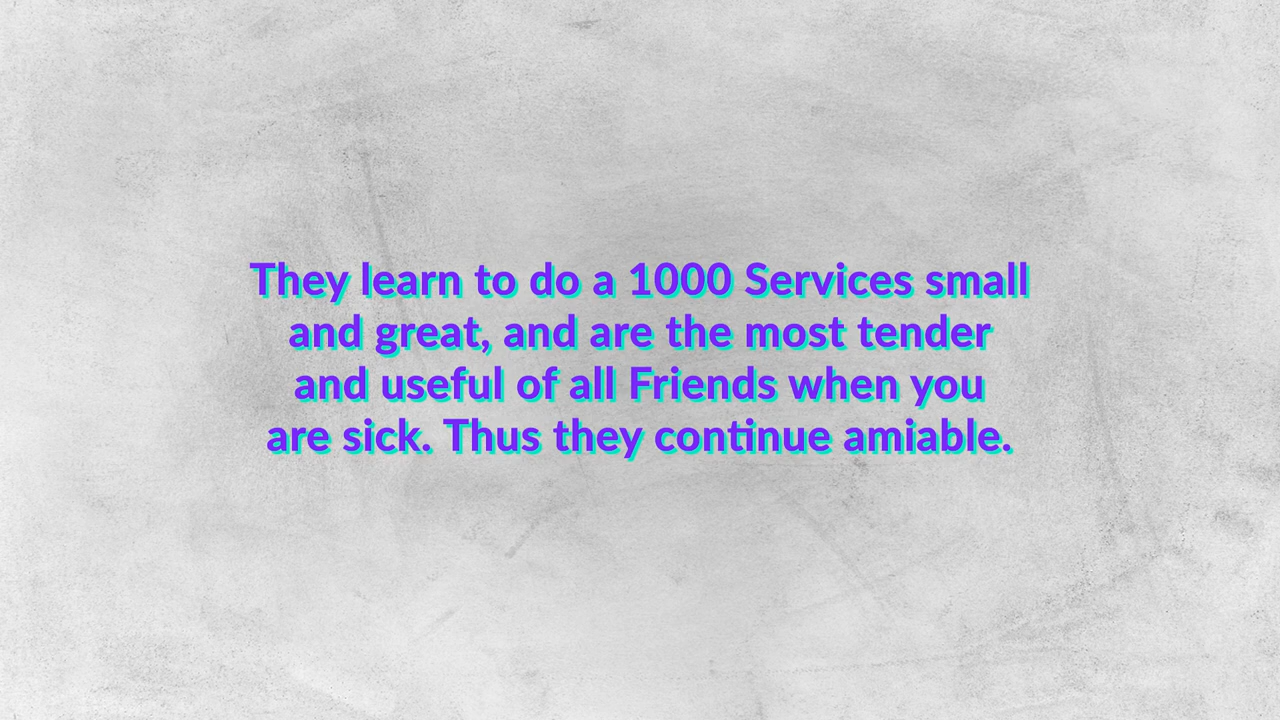 They learn to do a 1000 Services small
and great, and are the most tender
and useful of all Friends when you
are sick. Thus they continue amiable.